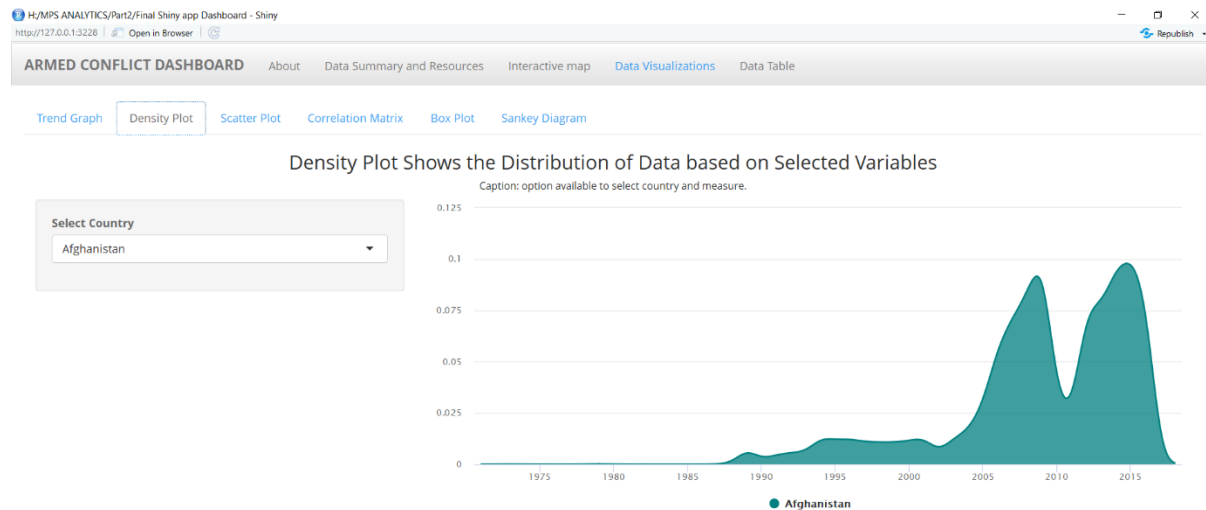 H:/MPS ANALYTICS/Part2/Final Shiny app Dashboard - Shiny
http://127.0.0.1:3228 Open in Browser Republish
ARMED CONFLICT DASHBOARD About Data Summary and Resources Interactive map Data Visualizations Data Table
Trend Graph Density Plot Scatter Plot Correlation Matrix Box Plot Sankey Diagram
Density Plot Shows the Distribution of Data based on Selected Variables
Caption: option available to select country and measure.
Select Country
Afghanistan
0.125
0.1
0.075
0.05
0.025
0
1975 1980 1985 1990 1995 2000 2005 2010 2015
Afghanistan